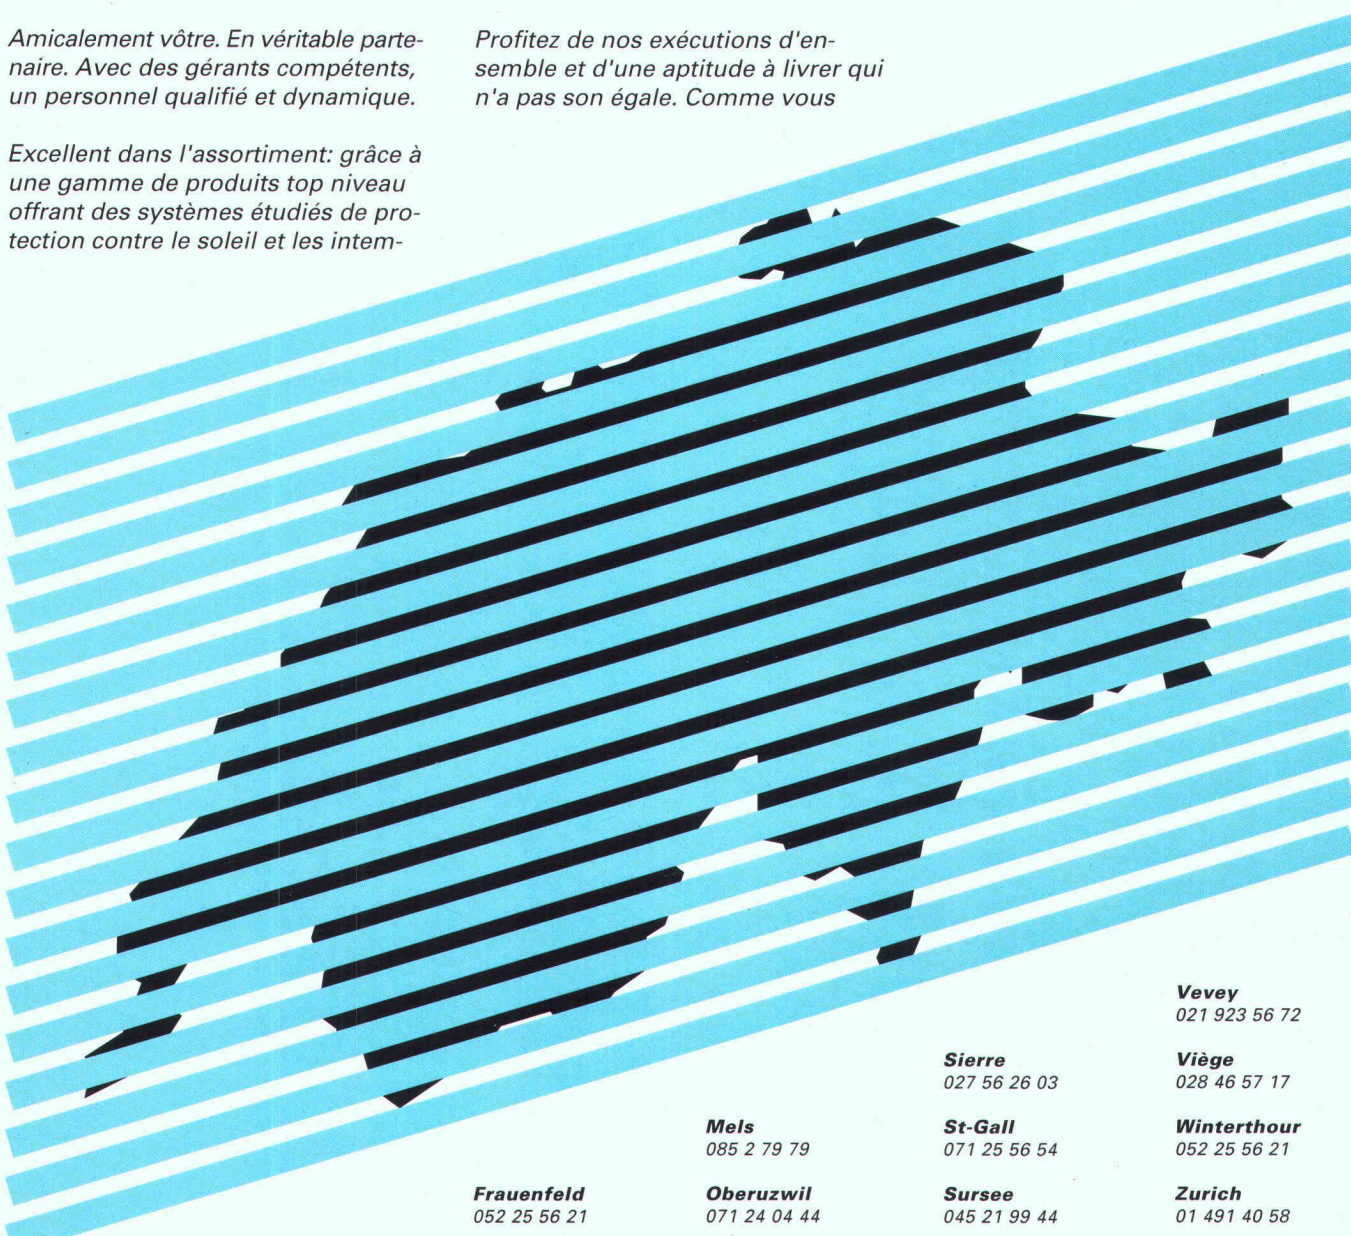 Amicalement vôtre. En véritable parte-
naire. Avec des gérants compétents,
un personnel qualifié et dynamique.
Excellent dans l'assortiment: grâce à
une gamme de produits top niveau
offrant des systèmes étudiés de pro-
tection contre le soleil et les intem-
Profitez de nos exécutions d'en-
semble et d'une aptitude à livrer qui
n'a pas son égale. Comme vous
Frauenfeld
052 25 56 21
Mels
085 2 79 79
Oberuzwil
071 24 04 44
Sierre
027 56 26 03
St-Gall
071 25 56 54
Sursee
045 21 99 44
Vevey
021 923 56 72
Viège
028 46 57 17
Winterthour
052 25 56 21
Zurich
01 491 40 58